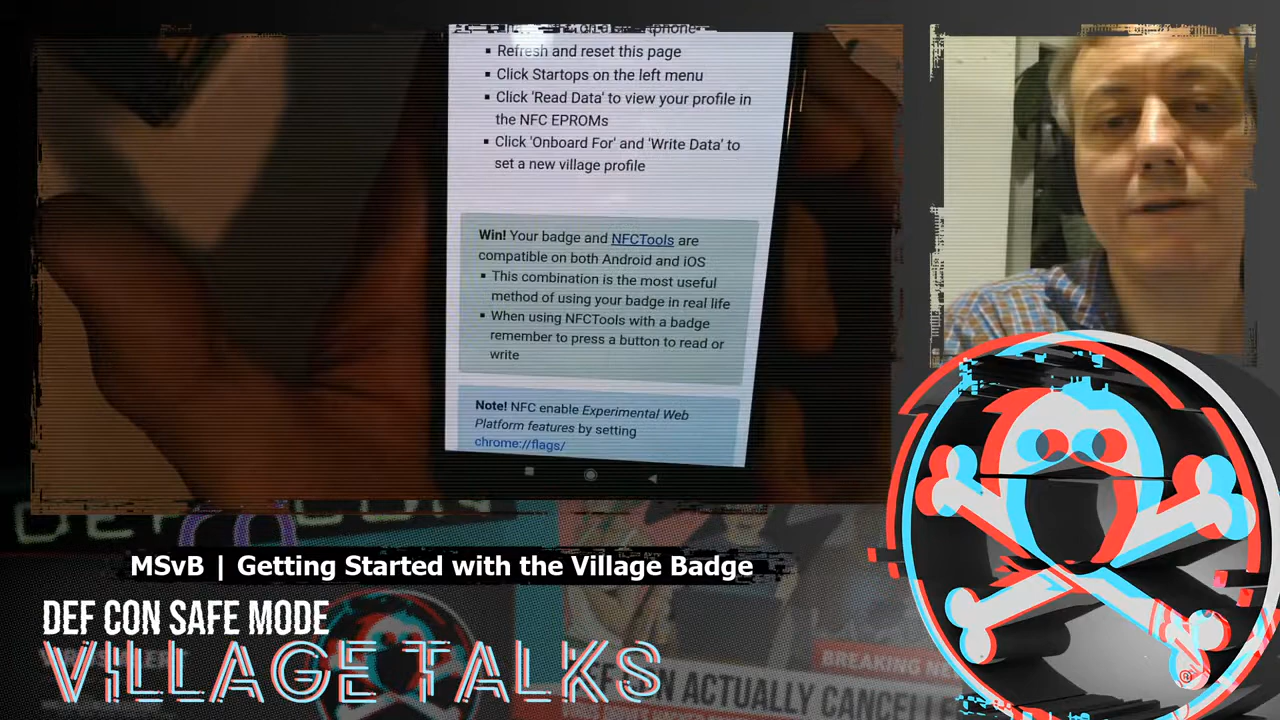 ▪ Refresh and reset this page
▪ Click Startops on the left menu
▪ Click 'Read Data' to view your profile in
the NFC EPROMs
▪ Click 'Onboard For' and 'Write Data' to
set a new village profile
Win! Your badge and NFCTools are
compatible on both Android and iOS
▪ This combination is the most useful
method of using your badge in real life
▪ When using NFCTools with a badge
remember to press a button to read or
write
Note! NFC enable Experimental Web
Platform features by setting
chrome://flags/
DEF CON
MSvB | Getting Started with the Village Badge
DEF CON SAFE MODE
VILLAGE TALKS
BREAKING
CON ACTUALLY
®